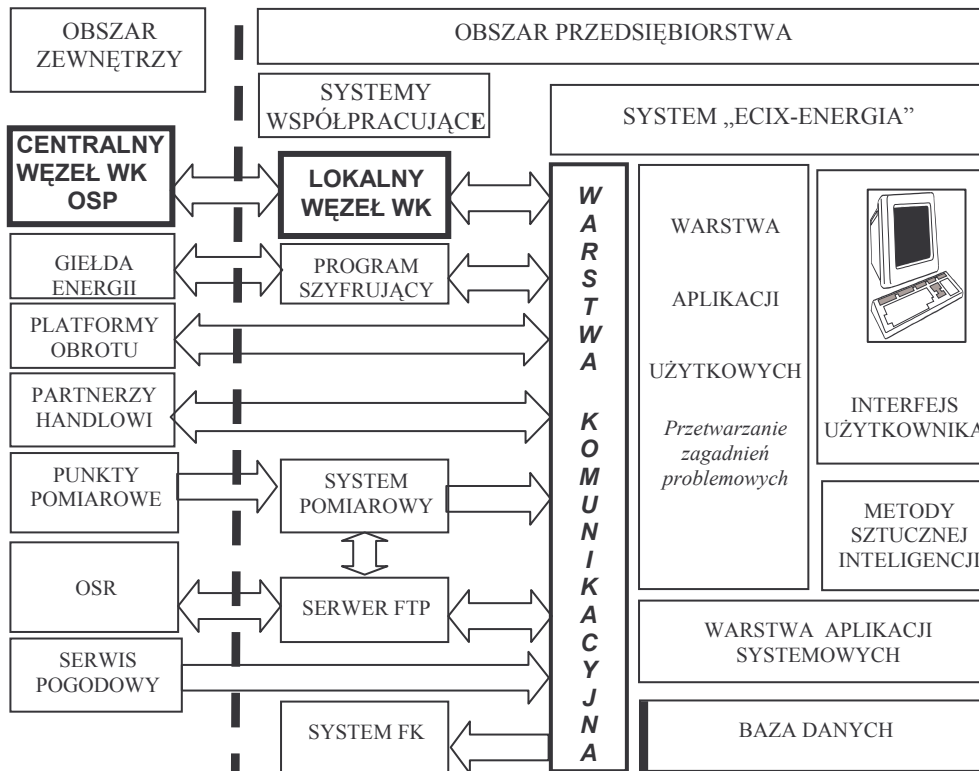 OBSZAR
ZEWNĘTRZY
OBSZAR PRZEDSIĘBIORSTWA
SYSTEMY
WSPÓŁPRACUJĄCE
SYSTEM „ECIX-ENERGIA”
CENTRALNY
WĘZEŁ WK
OSP
LOKALNY
WĘZEŁ WK
GIEŁDA
ENERGII
PROGRAM
SZYFRUJĄCY
PLATFORMY
OBROTU
PARTNERZY
HANDLOWI
PUNKTY
POMIAROWE
SYSTEM
POMIAROWY
OSR
SERWER FTP
SERWIS
POGODOWY
SYSTEM FK
WARSTWA KOMUNIKACYJNA
WARSTWA
APLIKACJI
UŻYTKOWYCH
Przetwarzanie
zagadnień
problemowych
INTERFEJS
UŻYTKOWNIKA
METODY
SZTUCZNEJ
INTELIGENCJI
WARSTWA APLIKACJI
SYSTEMOWYCH
BAZA DANYCH